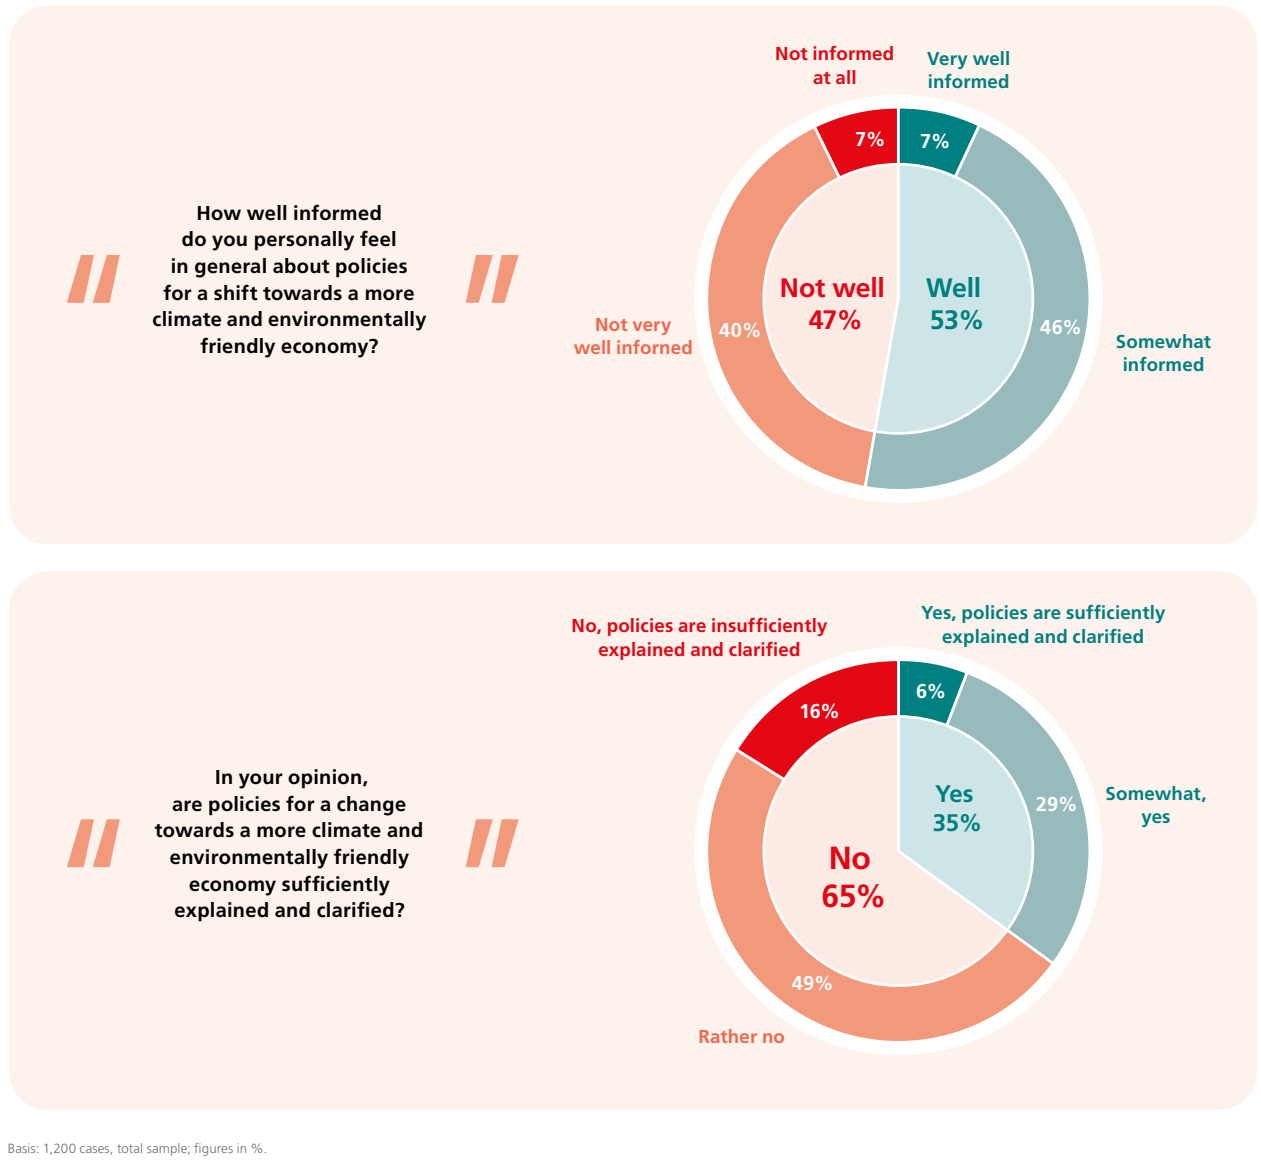 How well informed
do you personally feel
in general about policies
for a shift towards a more
climate and environmentally
friendly economy?
Not informed
at all
Very well
informed
7%
7%
Not well
47%
Well
53%
Not very
well informed
40%
46%
Somewhat
informed
In your opinion,
are policies for a change
towards a more climate and
environmentally friendly
economy sufficiently
explained and clarified?
No, policies are insufficiently
explained and clarified
Yes, policies are sufficiently
explained and clarified
16%
6%
Yes
35%
29%
Somewhat,
yes
No
65%
49%
Rather no
Basis: 1,200 cases, total sample; figures in %.